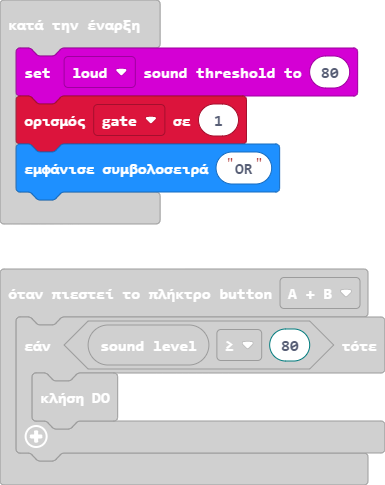 κατά την έναρξη
set loud sound threshold to 80
ορισμός gate σε 1
εμφάνισε συμβολοσειρά "OR"
όταν πιεστεί το πλήκτρο button A + B
εάν sound level ≥ 80 τότε
κλήση DO